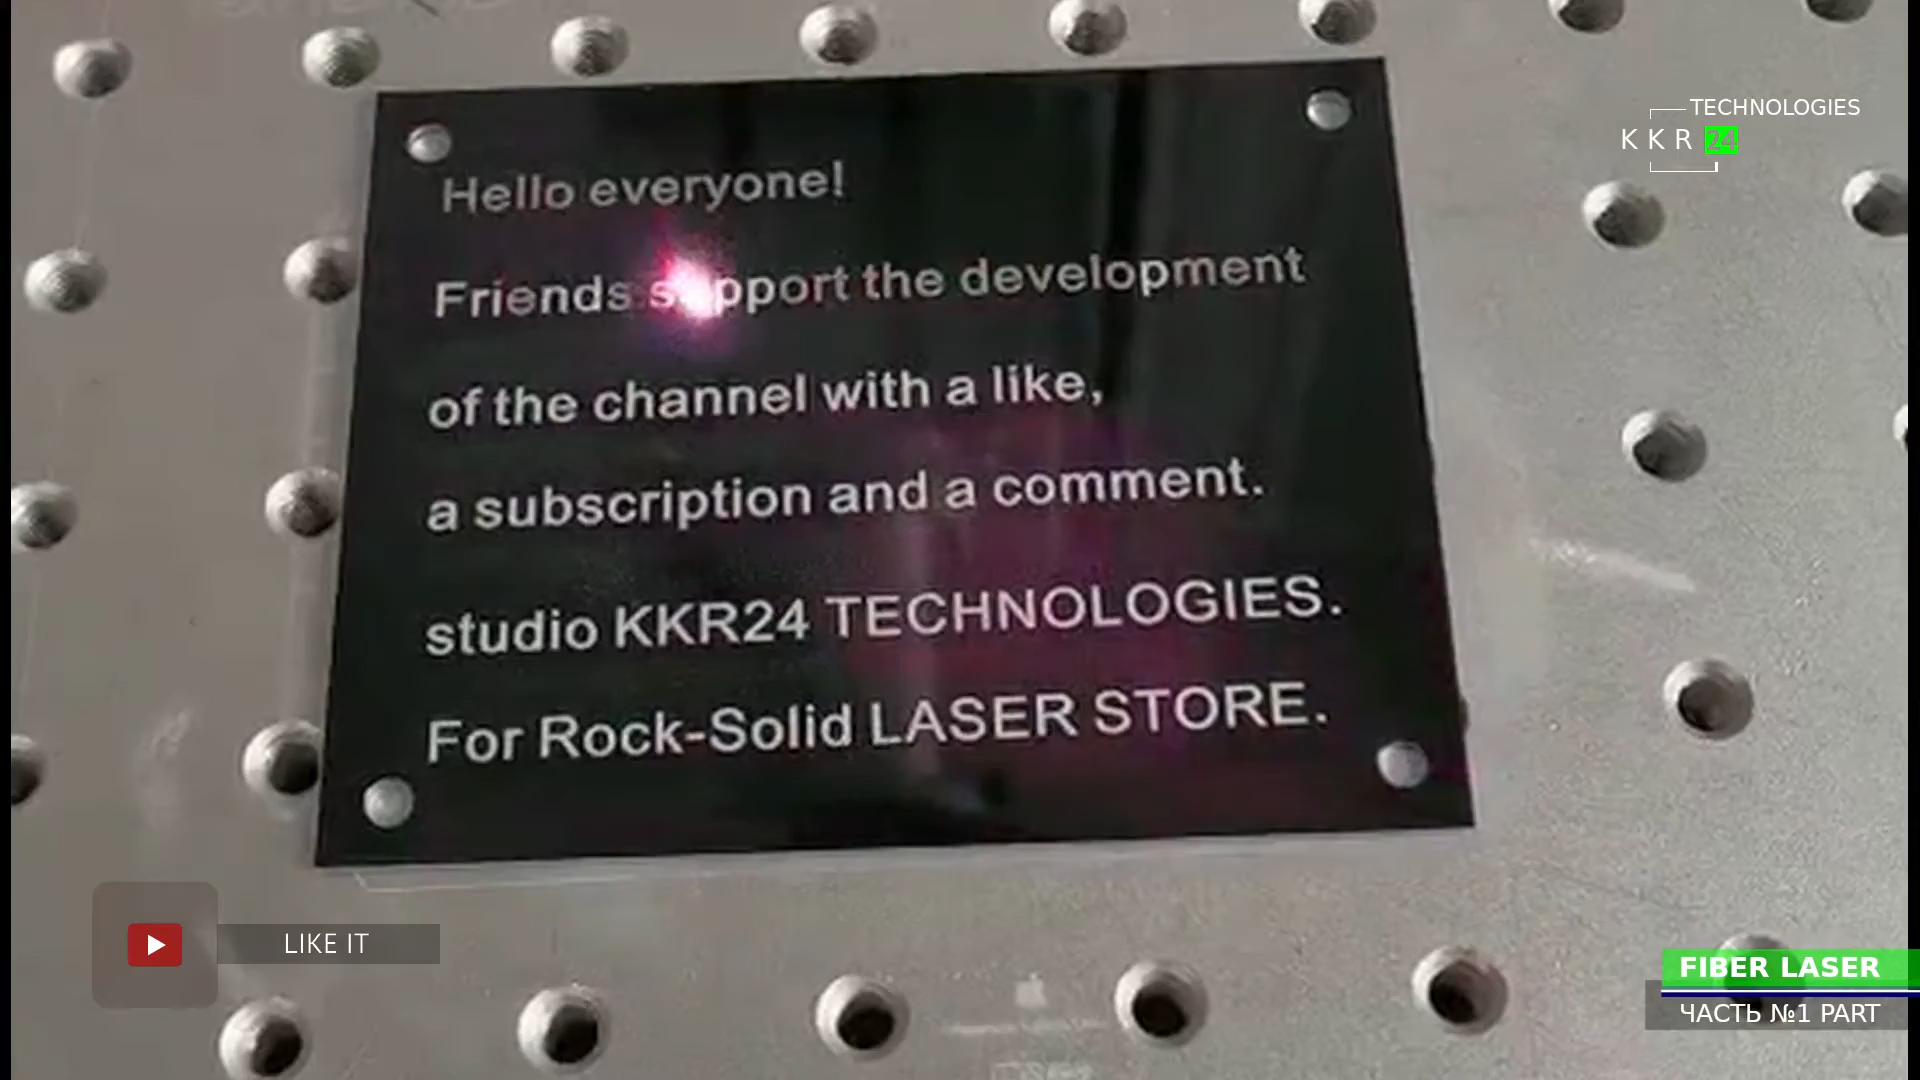 TECHNOLOGIES
KKR 24
Hello everyone!
Friends support the development
of the channel with a like,
a subscription and a comment.
studio KKR24 TECHNOLOGIES.
For Rock-Solid LASER STORE.
LIKE IT
FIBER LASER
ЧАСТЬ №1 PART